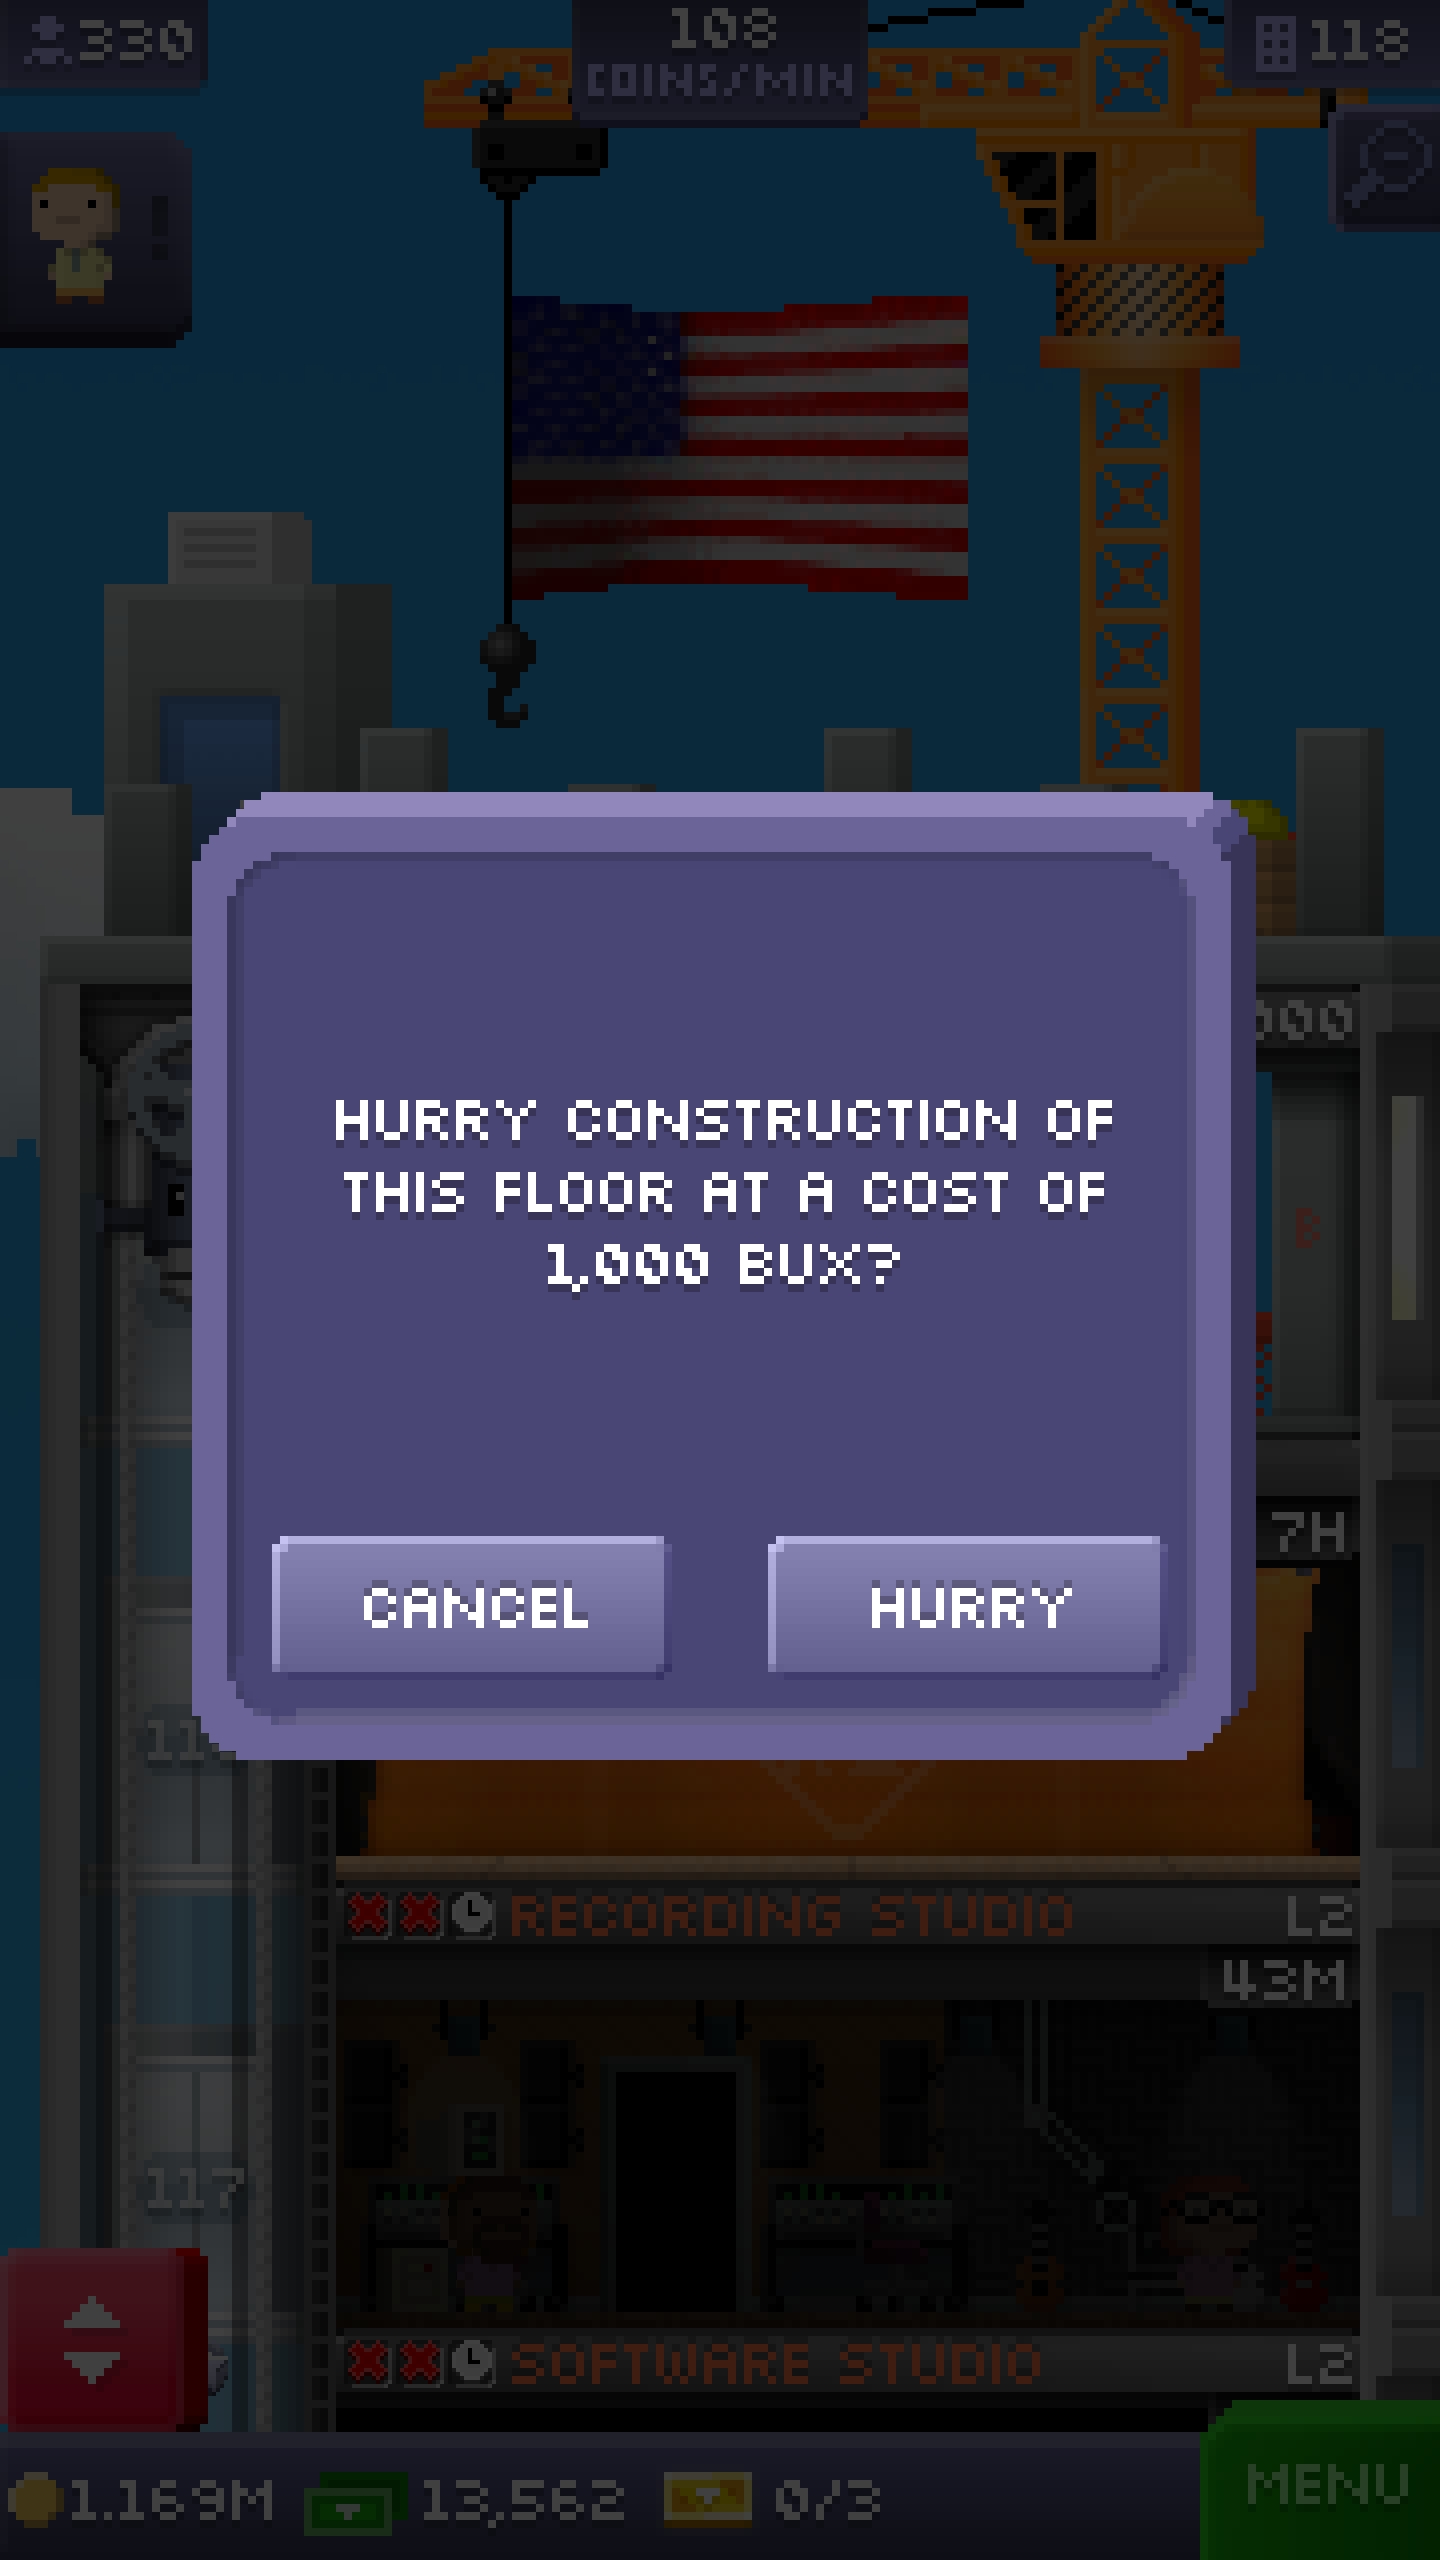 330
108
COINS/MIN
118
HURRY CONSTRUCTION OF
THIS FLOOR AT A COST OF
1,000 BUX?
7H
CANCEL
HURRY
RECORDING STUDIO
L2
43M
117
SOFTWARE STUDIO
L2
1.169M
13,562
0/3
MENU